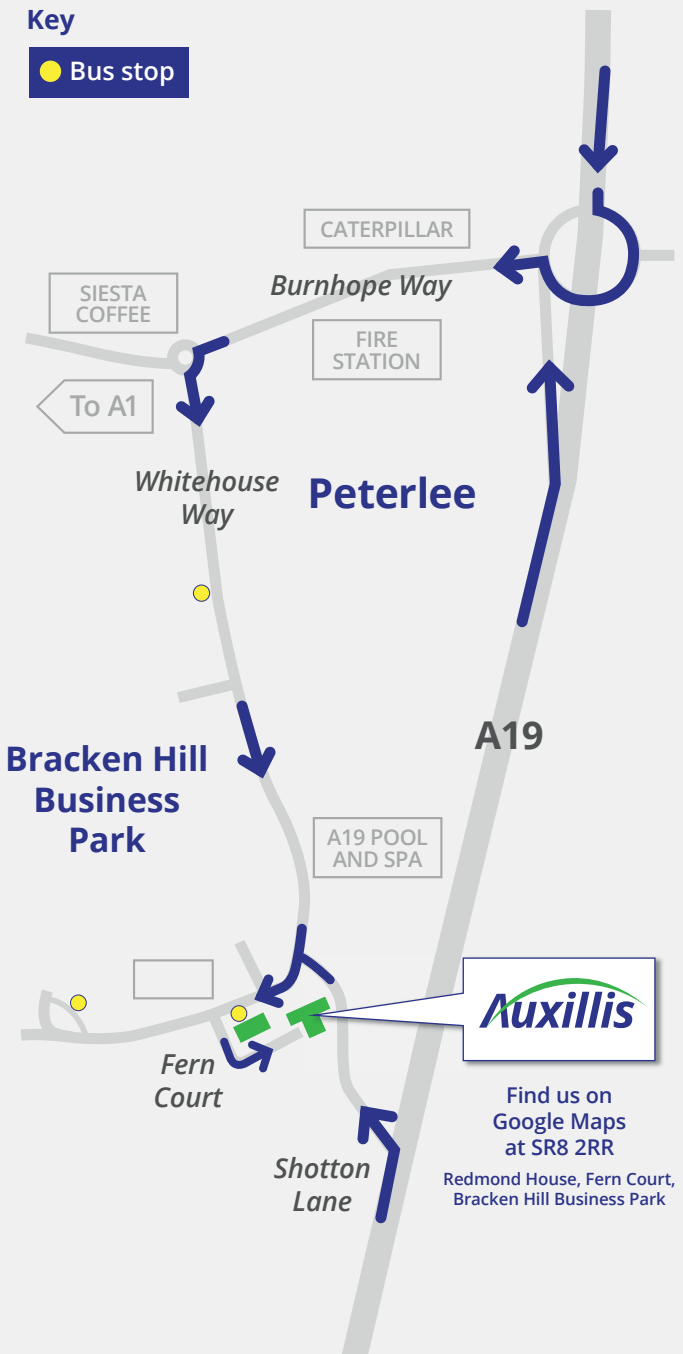 Key
Bus stop
CATERPILLAR
Burnhope Way
SIESTA
COFFEE
FIRE
STATION
To A1
Whitehouse
Way
Peterlee
A19
Bracken Hill
Business
Park
A19 POOL
AND SPA
Auxillis
Fern
Court
Find us on
Google Maps
at SR8 2RR
Redmond House, Fern Court,
Bracken Hill Business Park
Shotton
Lane